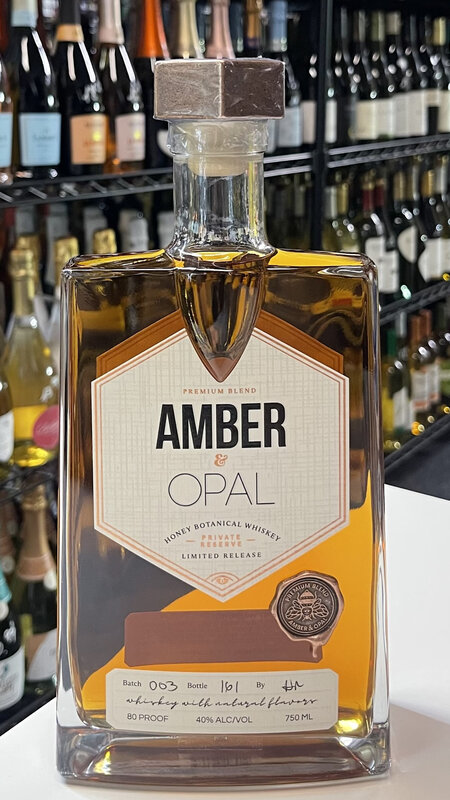 PREMIUM BLEND
AMBER
&
OPAL
HONEY BOTANICAL WHISKEY
PRIVATE
RESERVE
LIMITED RELEASE
PREMIUM BLEND
AMBER & OPAL
Batch 003 Bottle 161 By
whiskey with natural flavors
80 PROOF 40% ALC/VOL 750 ML